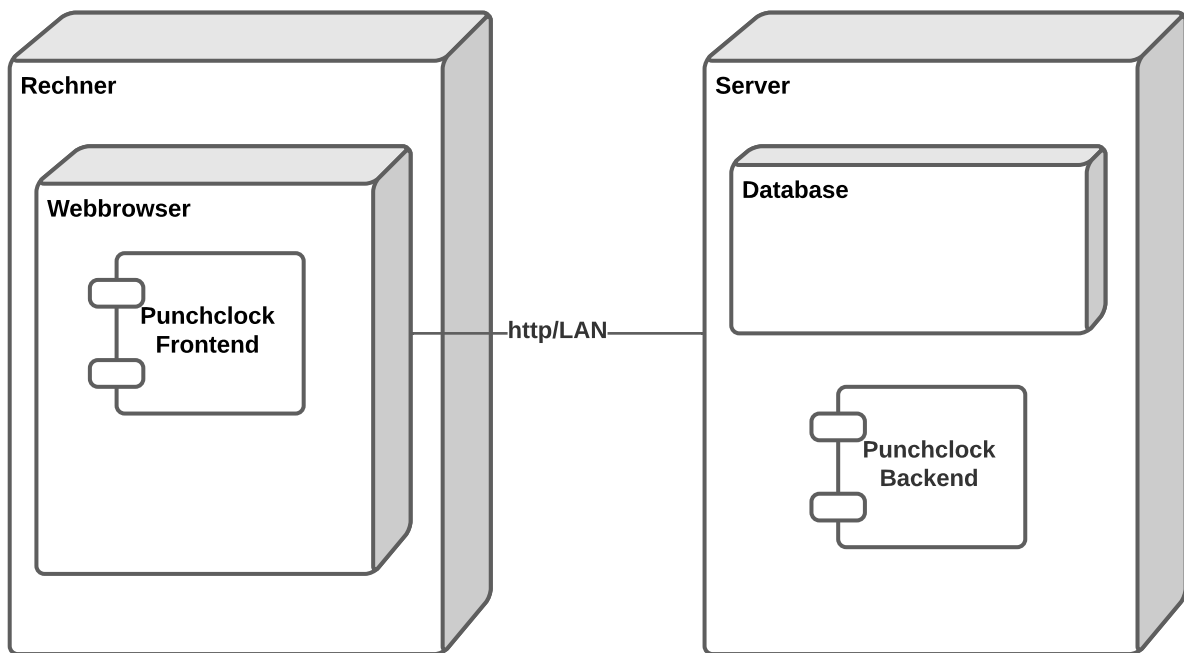 Rechner
Webbrowser
Punchclock
Frontend
http/LAN
Server
Database
Punchclock
Backend